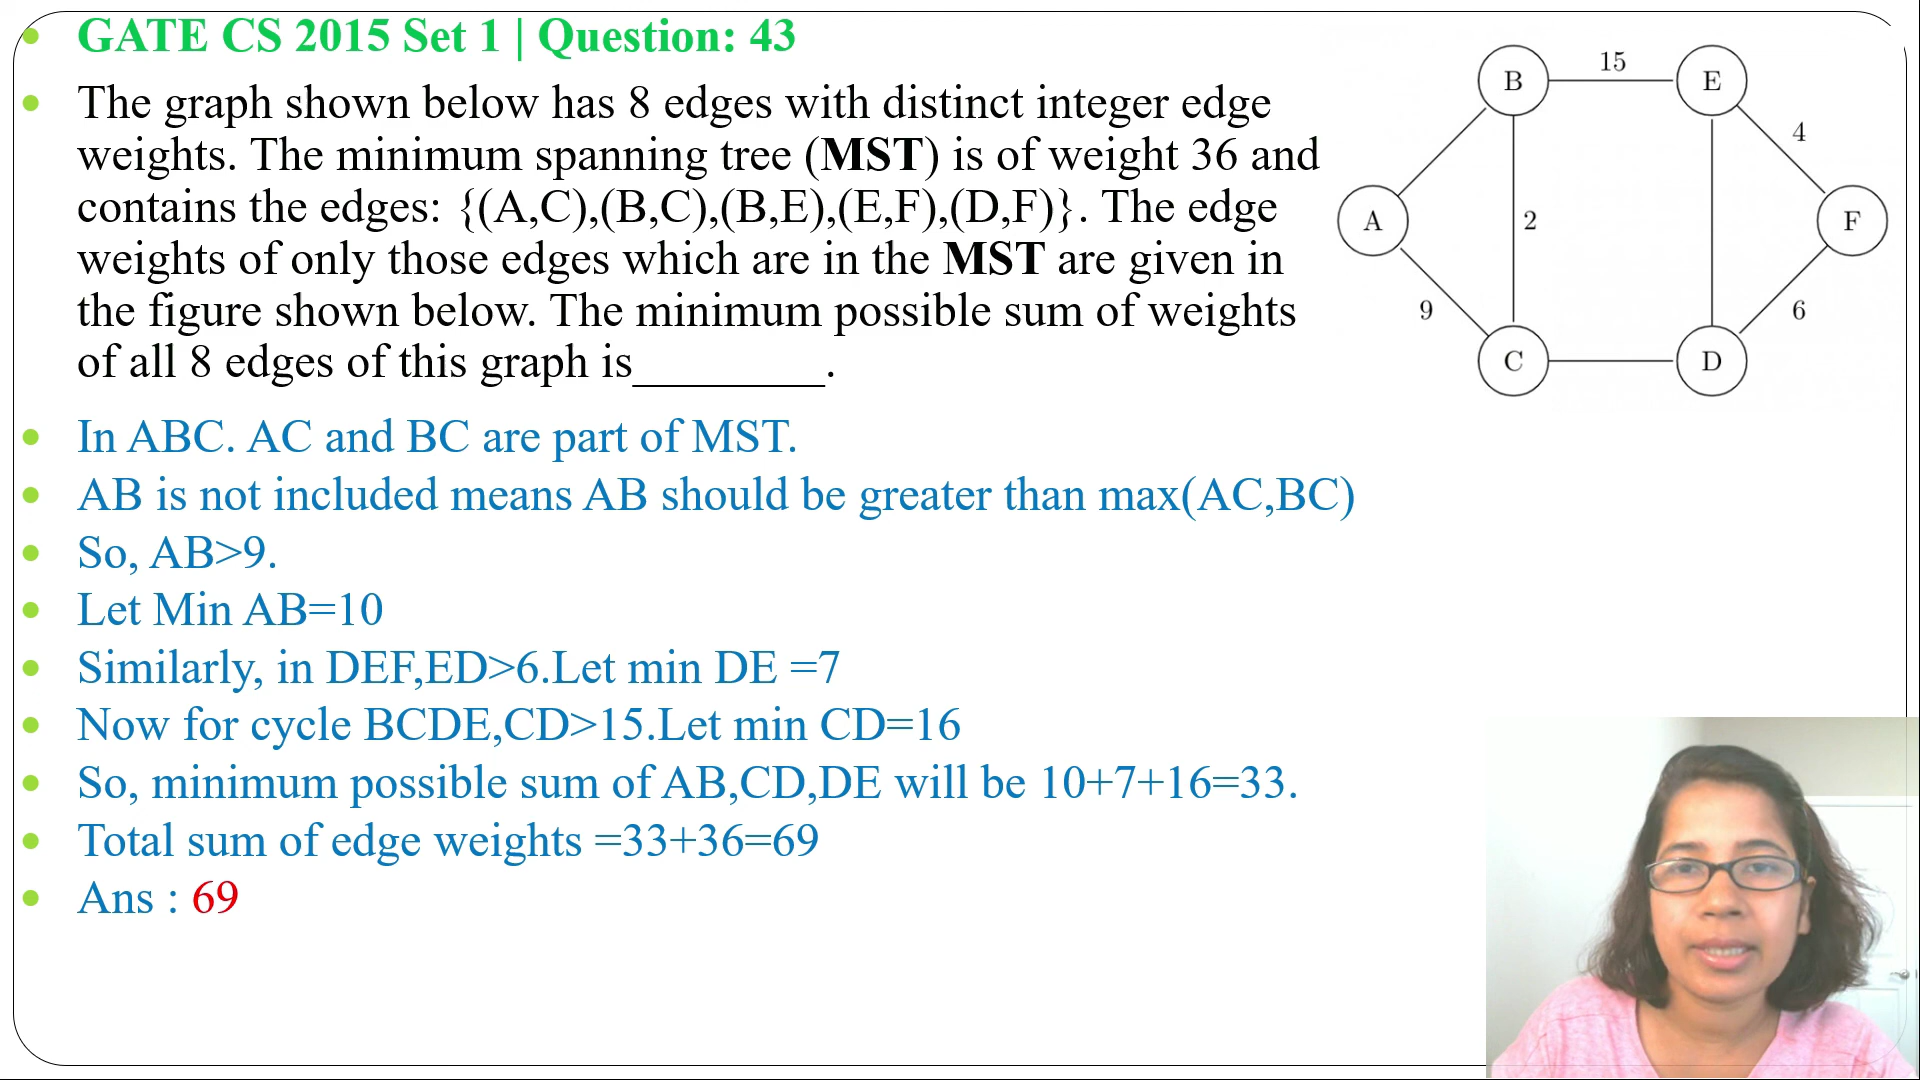 GATE CS 2015 Set 1 | Question: 43
The graph shown below has 8 edges with distinct integer edge
weights. The minimum spanning tree (MST) is of weight 36 and
contains the edges: {(A,C),(B,C),(B,E),(E,F),(D,F)}. The edge
weights of only those edges which are in the MST are given in
the figure shown below. The minimum possible sum of weights
of all 8 edges of this graph is________.
In ABC. AC and BC are part of MST.
AB is not included means AB should be greater than max(AC,BC)
So, AB>9.
Let Min AB=10
Similarly, in DEF,ED>6.Let min DE =7
Now for cycle BCDE,CD>15.Let min CD=16
So, minimum possible sum of AB,CD,DE will be 10+7+16=33.
Total sum of edge weights =33+36=69
Ans : 69
B 15 E
4
A 2 F
9 6
C D